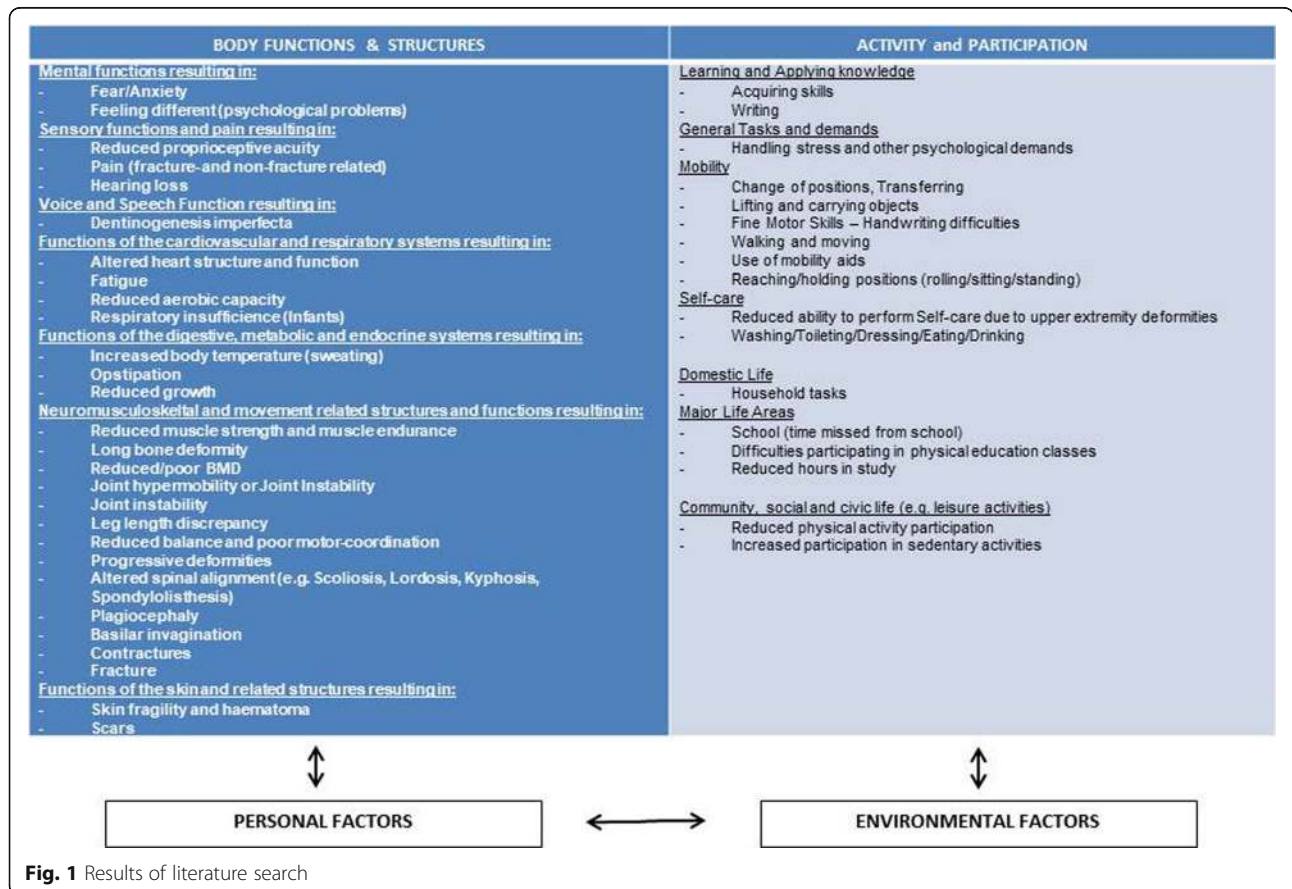 BODY FUNCTIONS & STRUCTURES
Mental functions resulting in:
- Fear/Anxiety
- Feeling different (psychological problems)
Sensory functions and pain resulting in:
- Reduced proprioceptive acuity
- Pain (fracture- and non-fracture related)
- Hearing loss
Voice and Speech Function resulting in:
- Dentinogenesis imperfecta
Functions of the cardiovascular and respiratory systems resulting in:
- Altered heart structure and function
- Fatigue
- Reduced aerobic capacity
- Respiratory insufficience (Infants)
Functions of the digestive, metabolic and endocrine systems resulting in:
- Increased body temperature (sweating)
- Opstipation
- Reduced growth
Neuromusculoskeltal and movement related structures and functions resulting in:
- Reduced muscle strength and muscle endurance
- Long bone deformity
- Reduced/poor BMD
- Joint hypermobility or Joint Instability
- Joint instability
- Leg length discrepancy
- Reduced balance and poor motor-coordination
- Progressive deformities
- Altered spinal alignment (e.g. Scoliosis, Lordosis, Kyphosis,
Spondylolisthesis)
- Plagiocephaly
- Basilar invagination
- Contractures
- Fracture
Functions of the skin and related structures resulting in:
- Skin fragility and haematoma
- Scars
ACTIVITY and PARTICIPATION
Learning and Applying knowledge
- Acquiring skills
- Writing
General Tasks and demands
- Handling stress and other psychological demands
Mobility
- Change of positions, Transferring
- Lifting and carrying objects
- Fine Motor Skills – Handwriting difficulties
- Walking and moving
- Use of mobility aids
- Reaching/holding positions (rolling/sitting/standing)
Self-care
- Reduced ability to perform Self-care due to upper extremity deformities
- Washing/Toileting/Dressing/Eating/Drinking
Domestic Life
- Household tasks
Major Life Areas
- School (time missed from school)
- Difficulties participating in physical education classes
- Reduced hours in study
Community, social and civic life (e.g. leisure activities)
- Reduced physical activity participation
- Increased participation in sedentary activities
PERSONAL FACTORS
ENVIRONMENTAL FACTORS
Fig. 1 Results of literature search